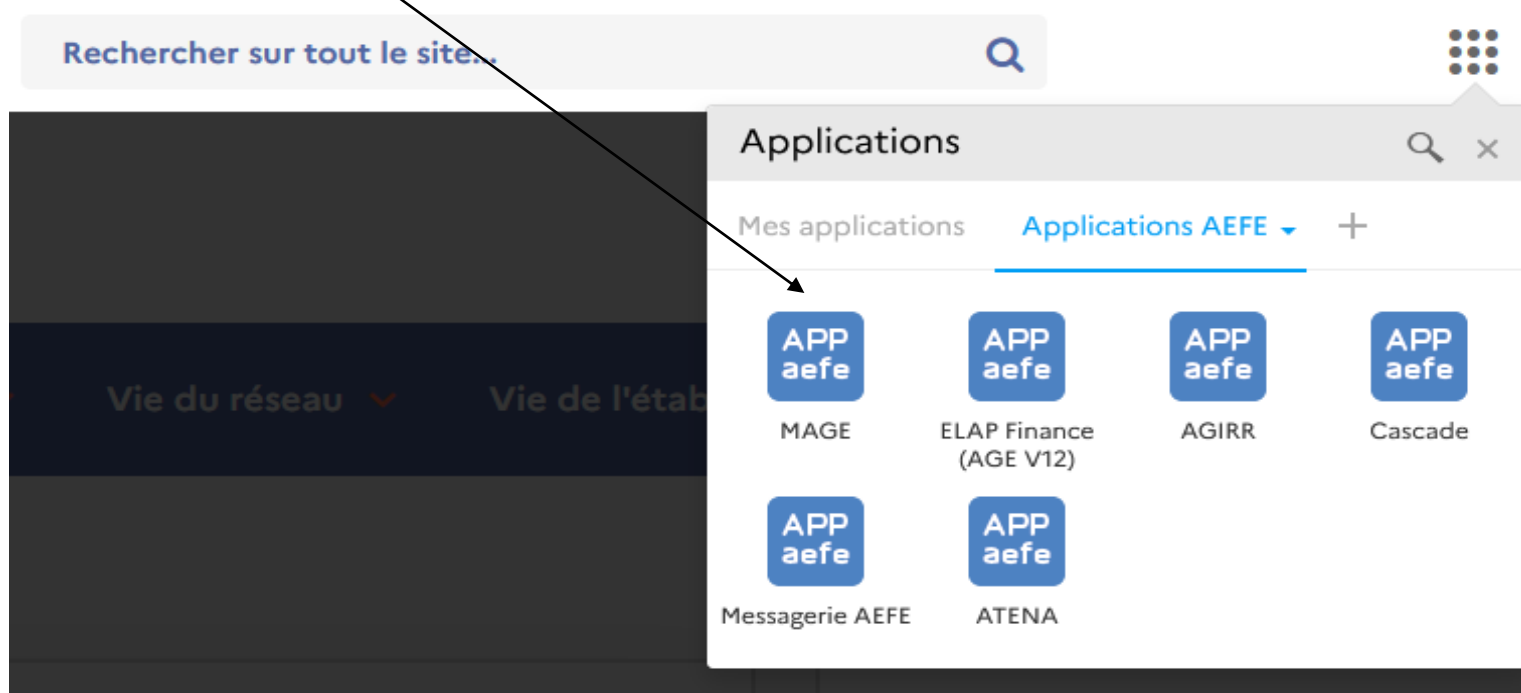 Rechercher sur tout le site...
Applications
Mes applications Applications AEFE
APP aefe APP aefe APP aefe APP aefe
MAGE ELAP Finance (AGE V12) AGIRR Cascade
Vie du réseau Vie de l'étab
APP aefe APP aefe
Messagerie AEFE ATENA